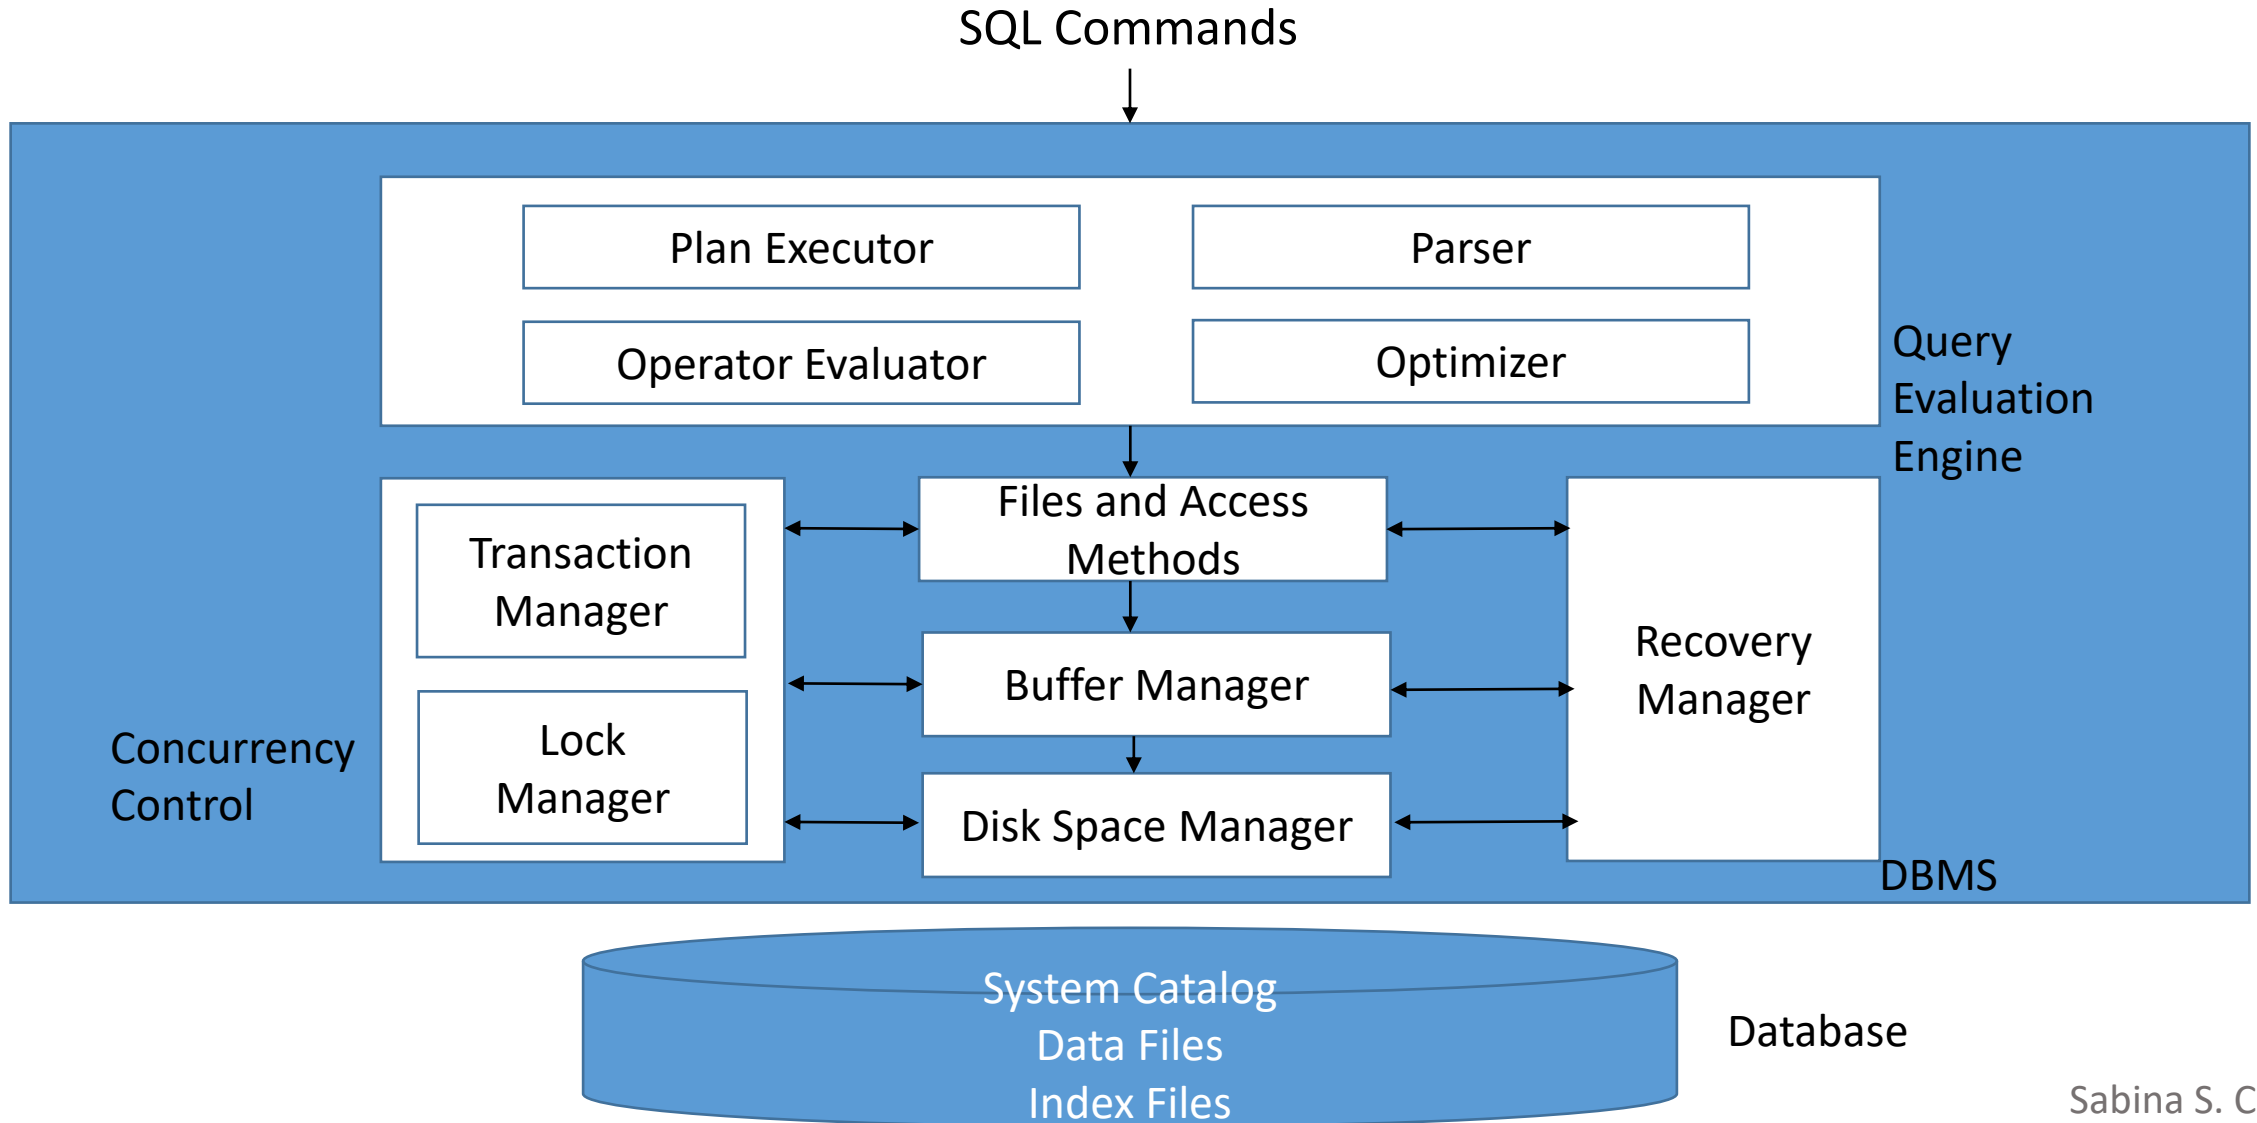 SQL Commands
Plan Executor
Parser
Operator Evaluator
Optimizer
Query
Evaluation
Engine
Files and Access
Methods
Transaction
Manager
Recovery
Manager
Buffer Manager
Lock
Manager
Concurrency
Control
Disk Space Manager
DBMS
System Catalog
Data Files
Index Files
Database
Sabina S. C